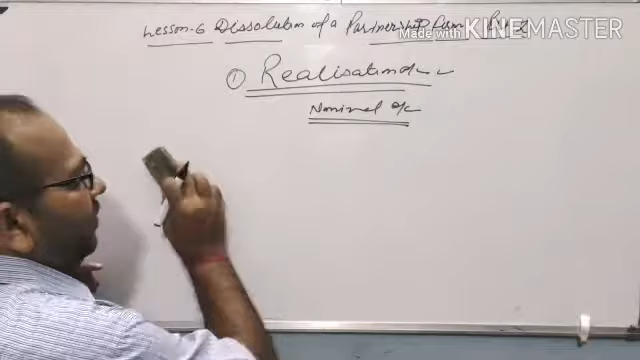 Lesson-6 Dissolution of a Partnership Firm
Made with KINEMASTER
① Realisation a/c
Nominal a/c